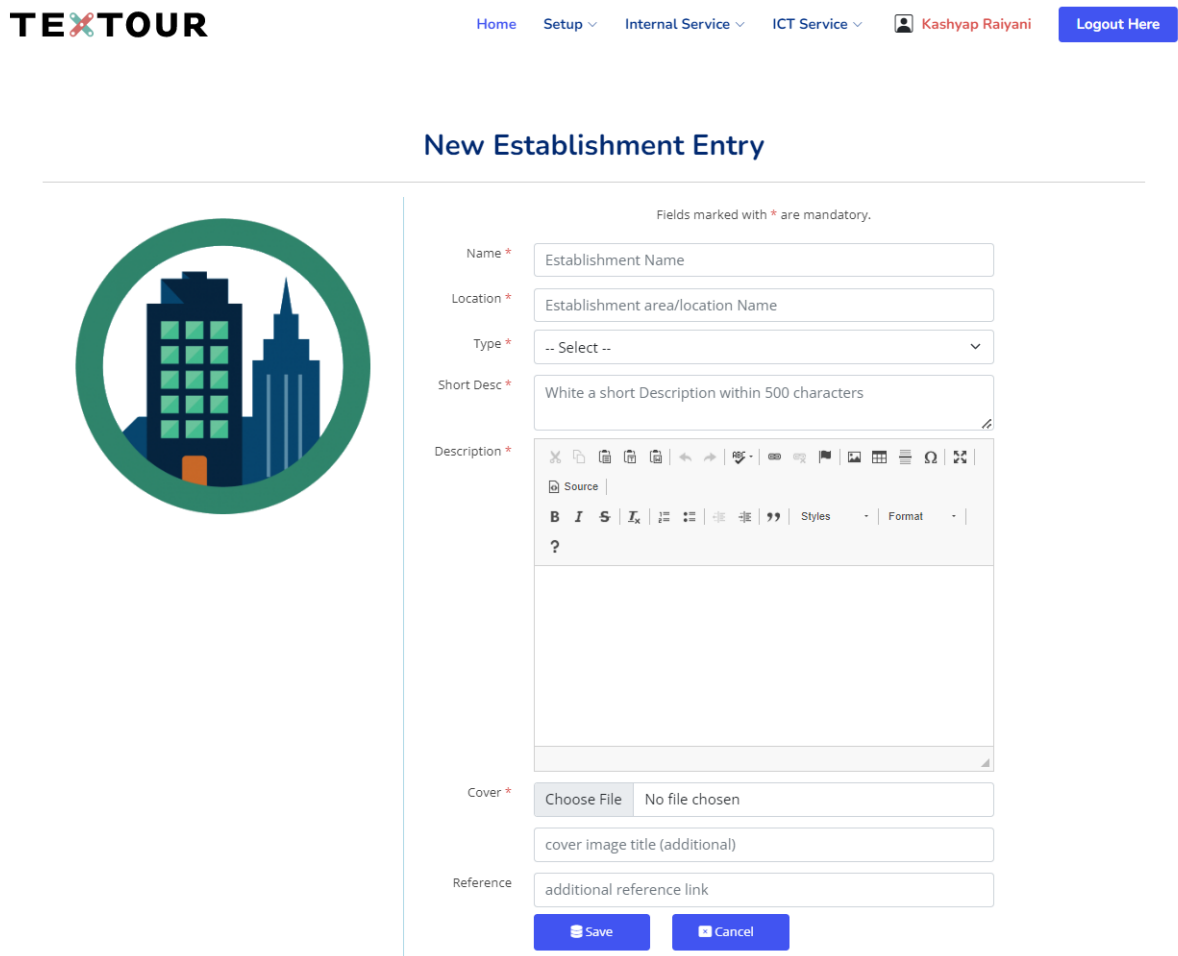 TEXTOUR
Home Setup Internal Service ICT Service Kashyap Raiyani Logout Here
New Establishment Entry
Fields marked with * are mandatory.
Name * Establishment Name
Location * Establishment area/location Name
Type * -- Select --
Short Desc * White a short Description within 500 characters
Description *
Source
B I S Ix Styles Format
?
Cover * Choose File No file chosen
cover image title (additional)
Reference additional reference link
Save Cancel